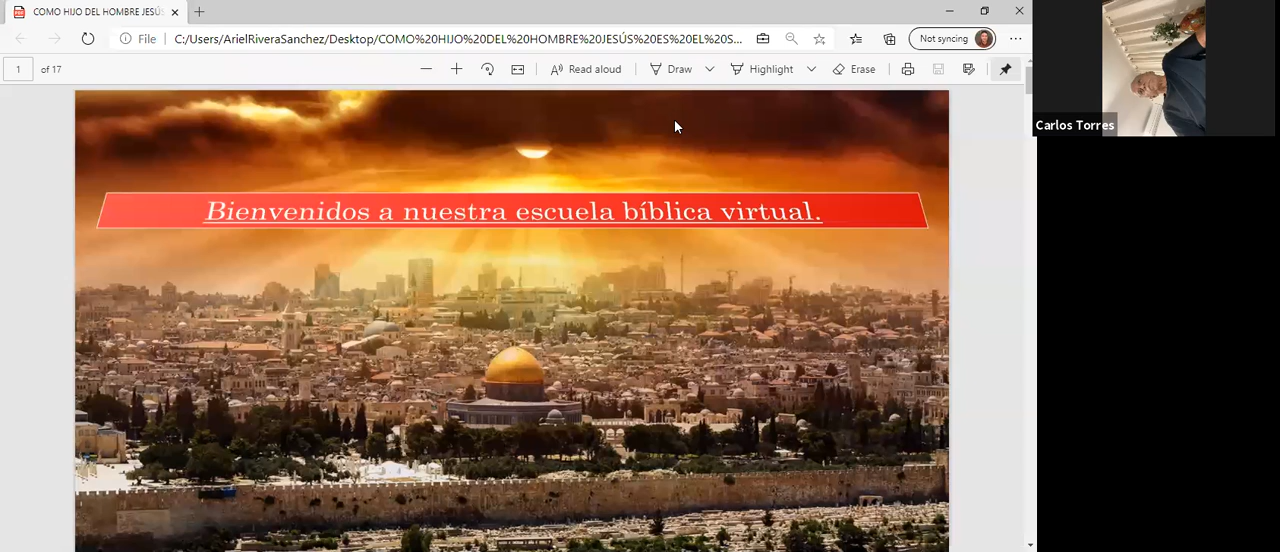 COMO HIJO DEL HOMBRE JESÚS
File
C:/Users/ArielRiveraSanchez/Desktop/COMO%20HIJO%20DEL%20HOMBRE%20JESÚS%20ES%20EL%20S...
Not syncing
1 of 17
Read aloud
Draw
Highlight
Erase
Carlos Torres
Bienvenidos a nuestra escuela bíblica virtual.